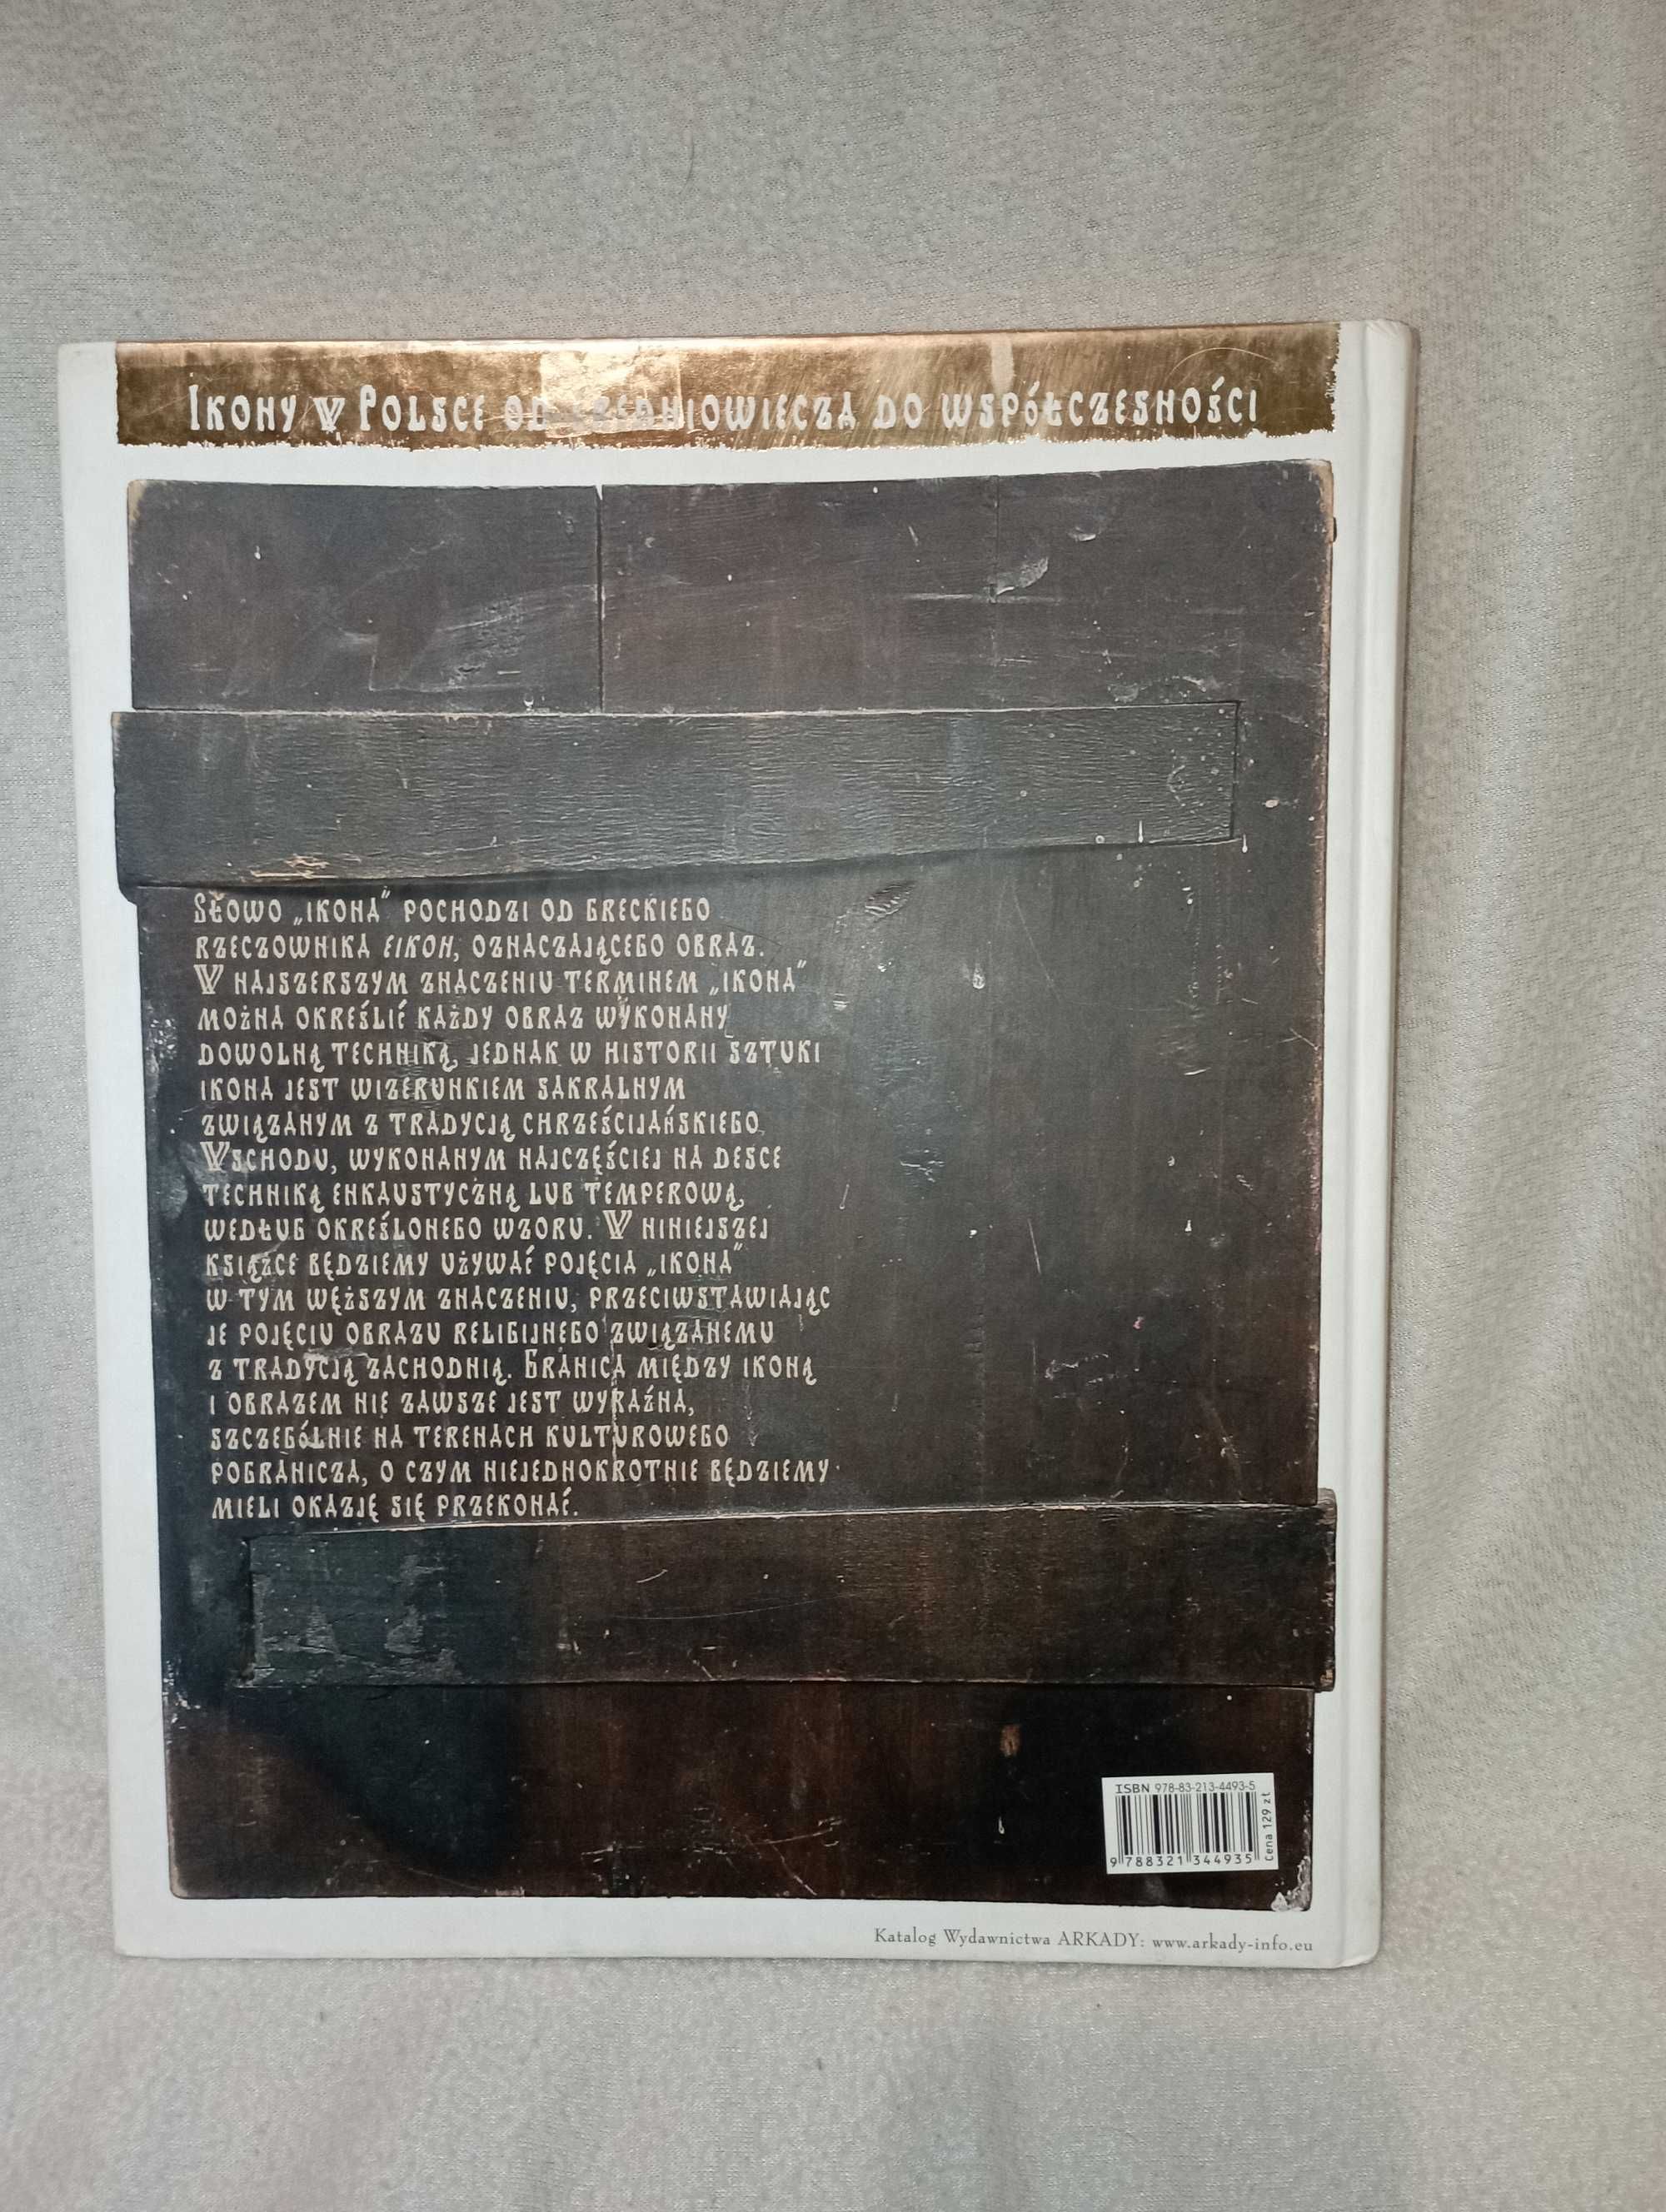 Ikony w Polsce od średniowiecza do współczesności
Słowo „ikona” pochodzi od greckiego
rzeczownika eikon, oznaczającego obraz.
W najszerszym znaczeniu terminem „ikona”
można określić każdy obraz wykonany
dowolną techniką, jednak w historii sztuki
ikona jest wizerunkiem sakralnym
związanym z tradycją chrześcijańskiego
Wschodu, wykonanym najczęściej na desce
techniką enkaustyczną lub temperową,
według określonego wzoru. W niniejszej
książce będziemy używać pojęcia „ikona”
w tym węższym znaczeniu, przeciwstawiając
je pojęciu obrazu religijnego związanemu
z tradycją zachodnią. Granica między ikoną
i obrazem nie zawsze jest wyraźna,
szczególnie na terenach kulturowego
pogranicza, o czym niejednokrotnie będziemy
mieli okazję się przekonać.
ISBN 978-83-213-4493-5
9 788321 344935
Cena 129 zł
Katalog Wydawnictwa ARKADY: www.arkady-info.eu